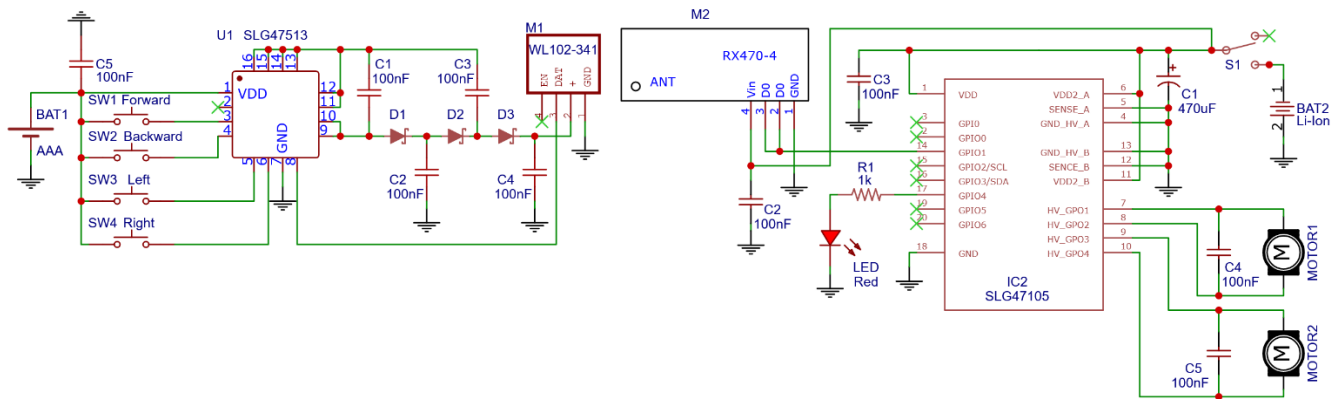 U1 SLG47513
C5
100nF
BAT1
AAA
SW1 Forward
SW2 Backward
SW3 Left
SW4 Right
16
15
14
13
1
2
3
4
VDD
GND
12
11
10
9
5
6
7
8
C1
100nF
C3
100nF
D1
D2
D3
C2
100nF
C4
100nF
M1
WL102-341
EN
DAT
+
GND
4
3
2
1
M2
RX470-4
ANT
Vin
D0
D0
GND
4
3
2
1
C2
100nF
R1
1k
LED
Red
C3
100nF
1
VDD
3
GPI0
2
GPIO0
14
GPIO1
15
GPIO2/SCL
16
GPIO3/SDA
17
GPIO4
19
GPIO5
20
GPIO6
18
GND
VDD2_A
6
SENSE_A
5
GND_HV_A
4
GND_HV_B
13
SENCE_B
12
VDD2_B
11
HV_GPO1
7
HV_GPO2
8
HV_GPO3
9
HV_GPO4
10
IC2
SLG47105
+
C1
470uF
S1
1
2
BAT2
Li-Ion
C4
100nF
M
MOTOR1
C5
100nF
M
MOTOR2